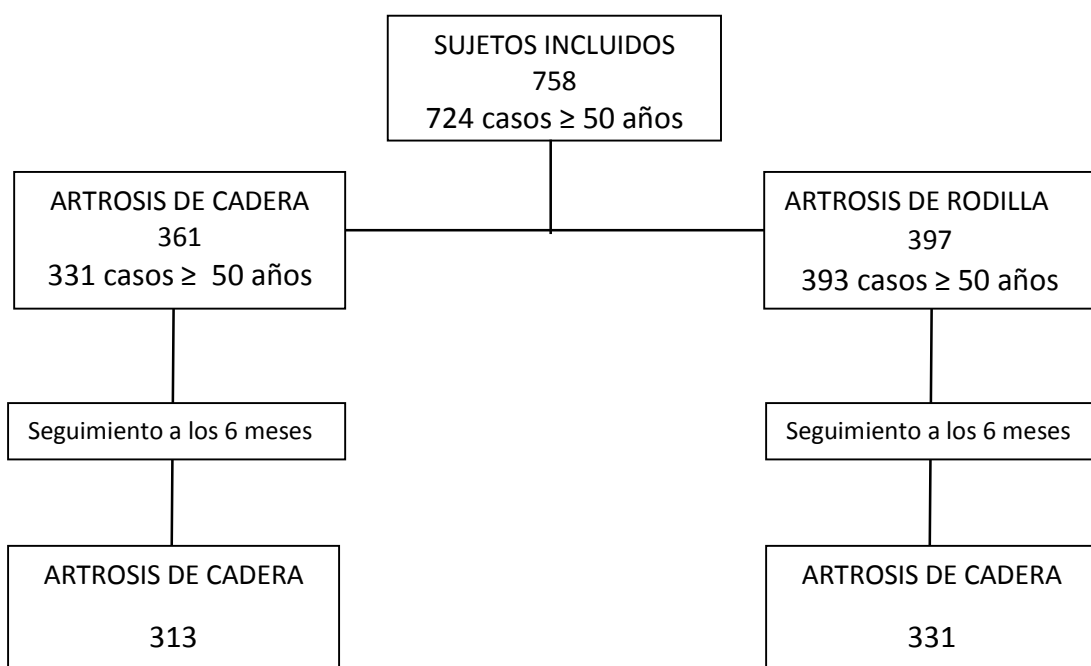 SUJETOS INCLUIDOS
758
724 casos ≥ 50 años
ARTROSIS DE CADERA
361
331 casos ≥ 50 años
ARTROSIS DE RODILLA
397
393 casos ≥ 50 años
Seguimiento a los 6 meses
Seguimiento a los 6 meses
ARTROSIS DE CADERA
313
ARTROSIS DE CADERA
331